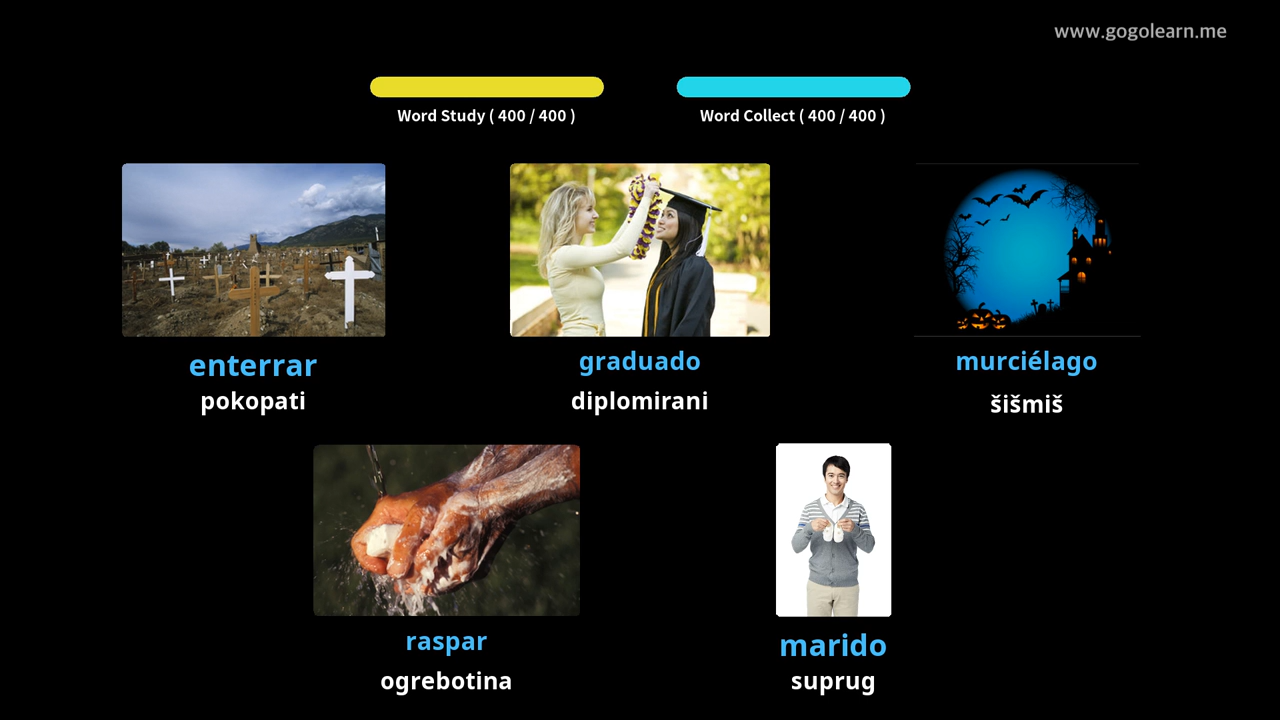 www.gogolearn.me
Word Study ( 400 / 400 )
Word Collect ( 400 / 400 )
enterrar
pokopati
graduado
diplomirani
murciélago
šišmiš
raspar
ogrebotina
marido
suprug